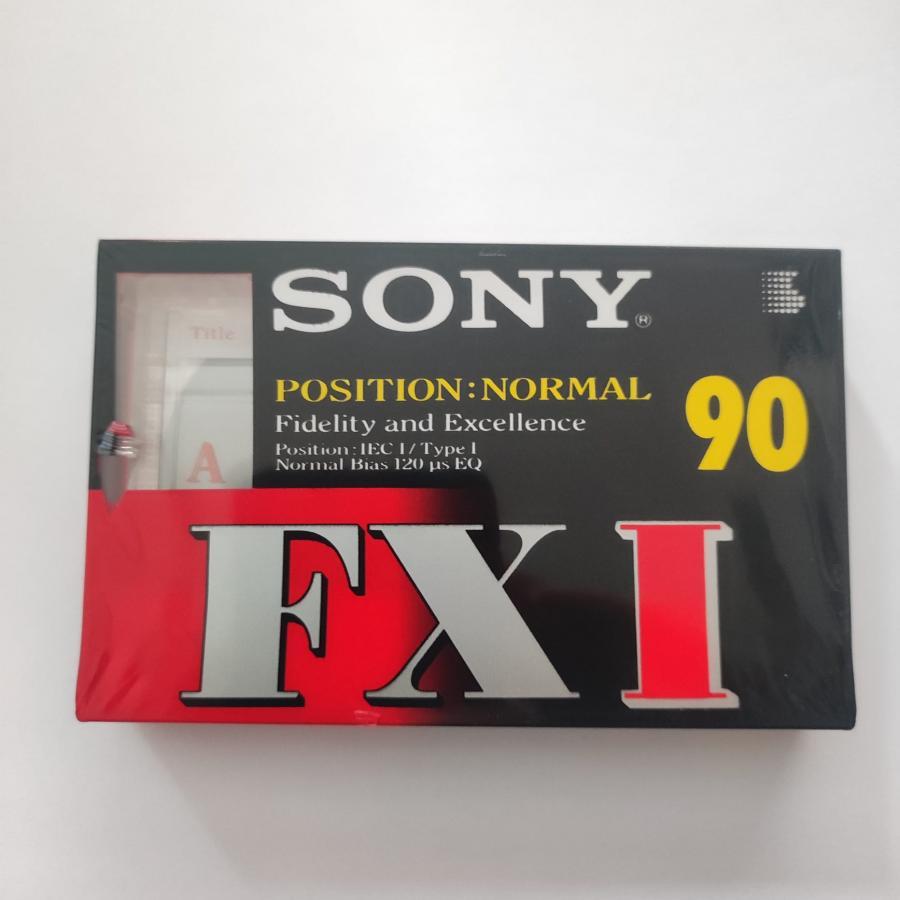 SONY®
Title
POSITION:NORMAL
90
Fidelity and Excellence
Position : IEC I / Type I
A
Normal Bias 120 µs EQ
FX I